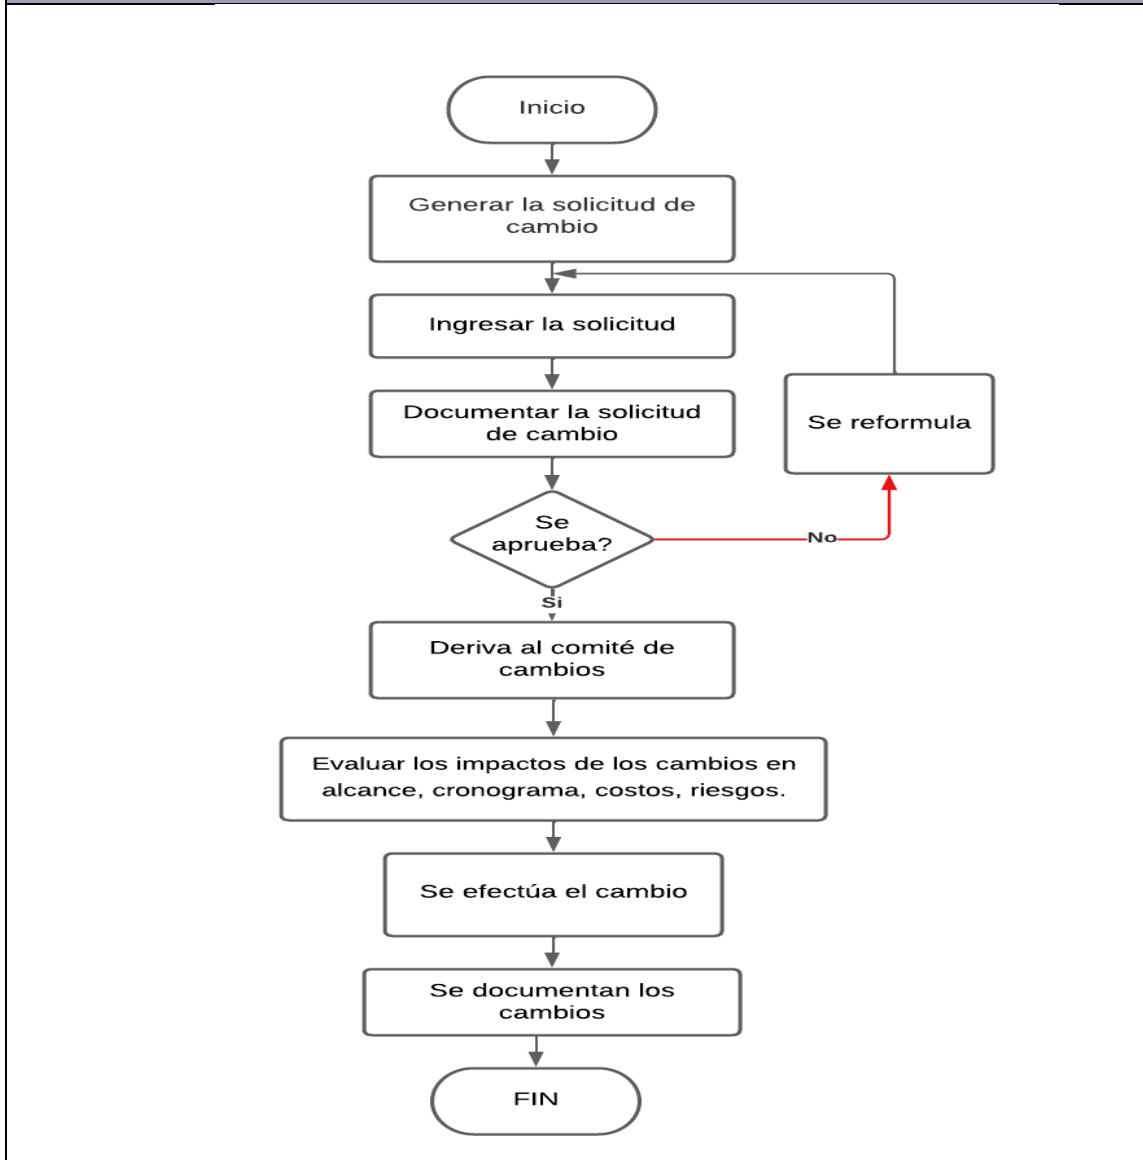 Inicio
Generar la solicitud de
cambio
Ingresar la solicitud
Documentar la solicitud
de cambio
Se reformula
Se
aprueba?
No
Si
Deriva al comité de
cambios
Evaluar los impactos de los cambios en
alcance, cronograma, costos, riesgos.
Se efectúa el cambio
Se documentan los
cambios
FIN